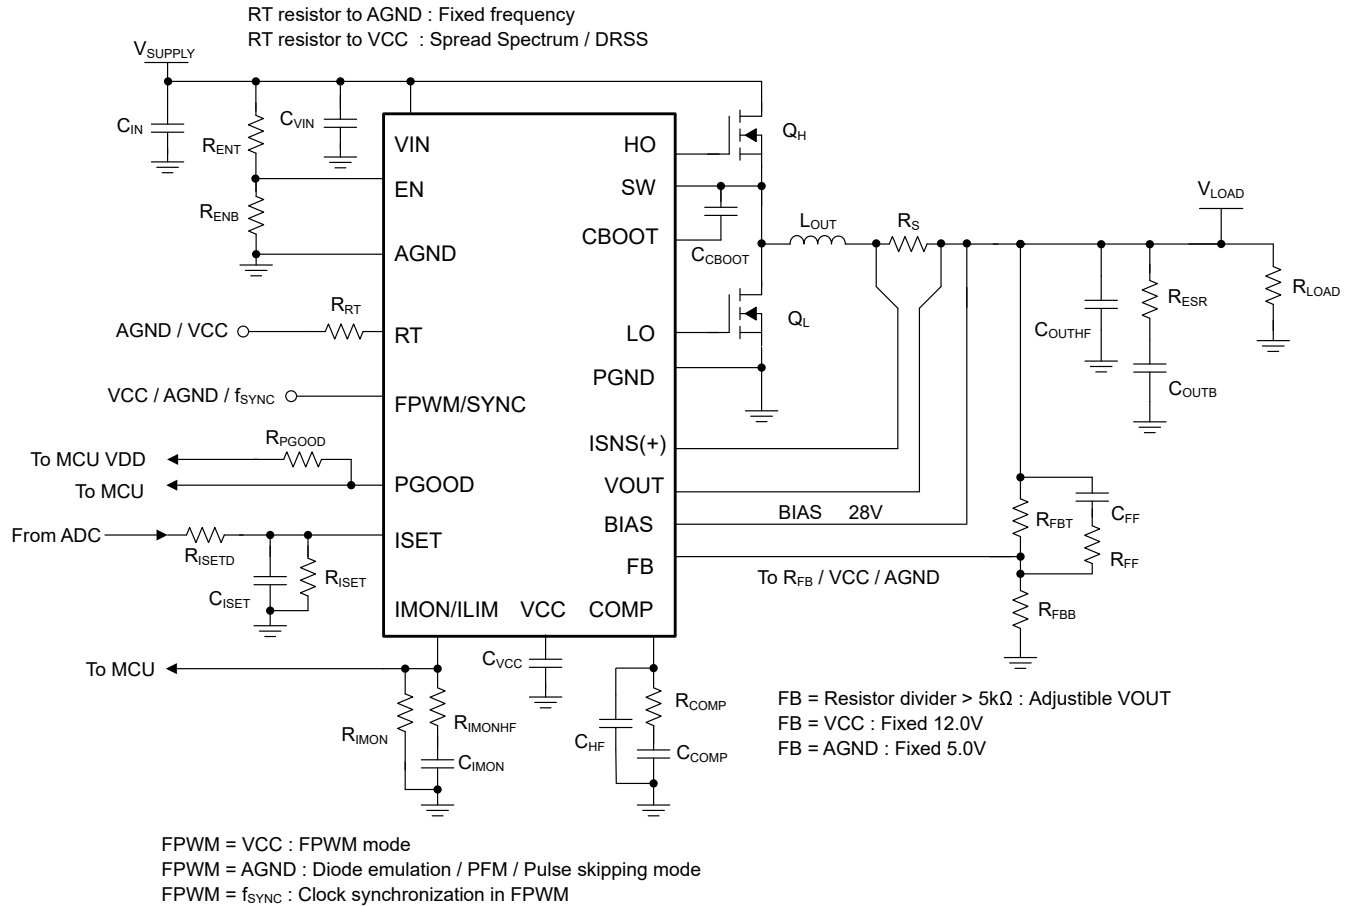 RT resistor to AGND : Fixed frequency
RT resistor to VCC : Spread Spectrum / DRSS
VSUPPLY
CIN
RENT
CVIN
RENB
VIN
EN
AGND
HO
SW
CBOOT
QH
CCBOOT
LOUT
RS
VLOAD
RLOAD
RESR
COUTHF
COUTB
RRT
AGND / VCC
RT
LO
QL
PGND
VCC / AGND / fSYNC
FPWM/SYNC
RPGOOD
To MCU VDD
To MCU
PGOOD
ISNS(+)
VOUT
BIAS
BIAS 28V
From ADC
RISETD
CISET
RISET
ISET
FB
To RFB / VCC / AGND
RFBT
CFF
RFF
RFBB
IMON/ILIM
VCC
COMP
To MCU
RIMON
RIMONHF
CIMON
CVCC
CHF
RCOMP
CCOMP
FB = Resistor divider > 5kΩ : Adjustible VOUT
FB = VCC : Fixed 12.0V
FB = AGND : Fixed 5.0V
FPWM = VCC : FPWM mode
FPWM = AGND : Diode emulation / PFM / Pulse skipping mode
FPWM = fSYNC : Clock synchronization in FPWM